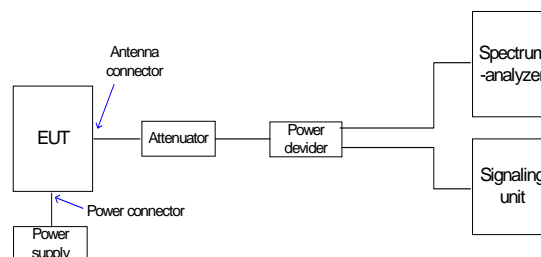 Antenna
connector
Spectrum
-analyzer
EUT
Attenuator
Power
devider
Signaling
unit
Power connector
Power
supply